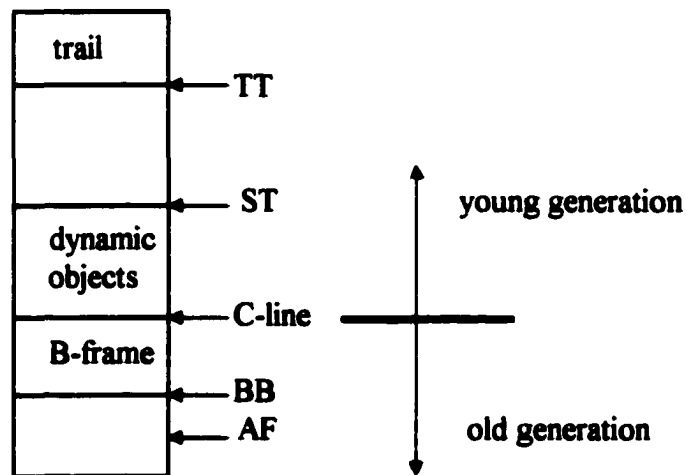 trail
TT
ST
young generation
dynamic
objects
C-line
B-frame
BB
AF
old generation